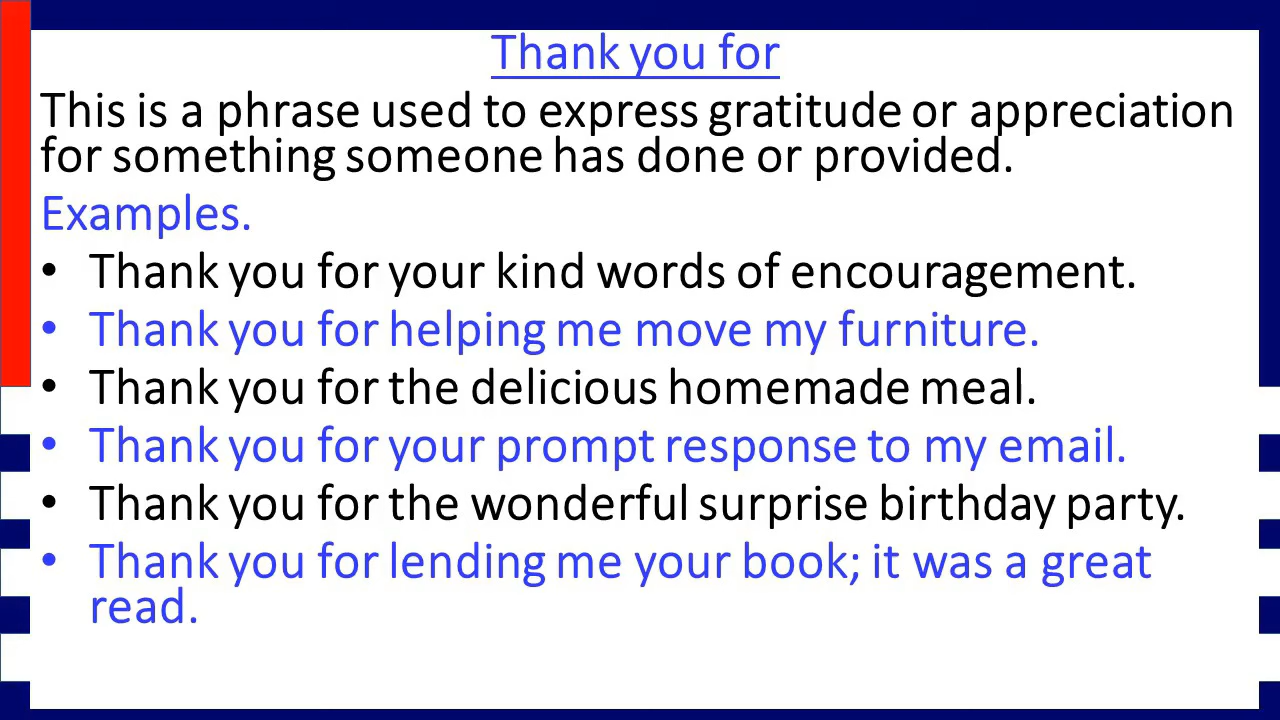 Thank you for
This is a phrase used to express gratitude or appreciation
for something someone has done or provided.
Examples.
• Thank you for your kind words of encouragement.
• Thank you for helping me move my furniture.
• Thank you for the delicious homemade meal.
• Thank you for your prompt response to my email.
• Thank you for the wonderful surprise birthday party.
• Thank you for lending me your book; it was a great
read.